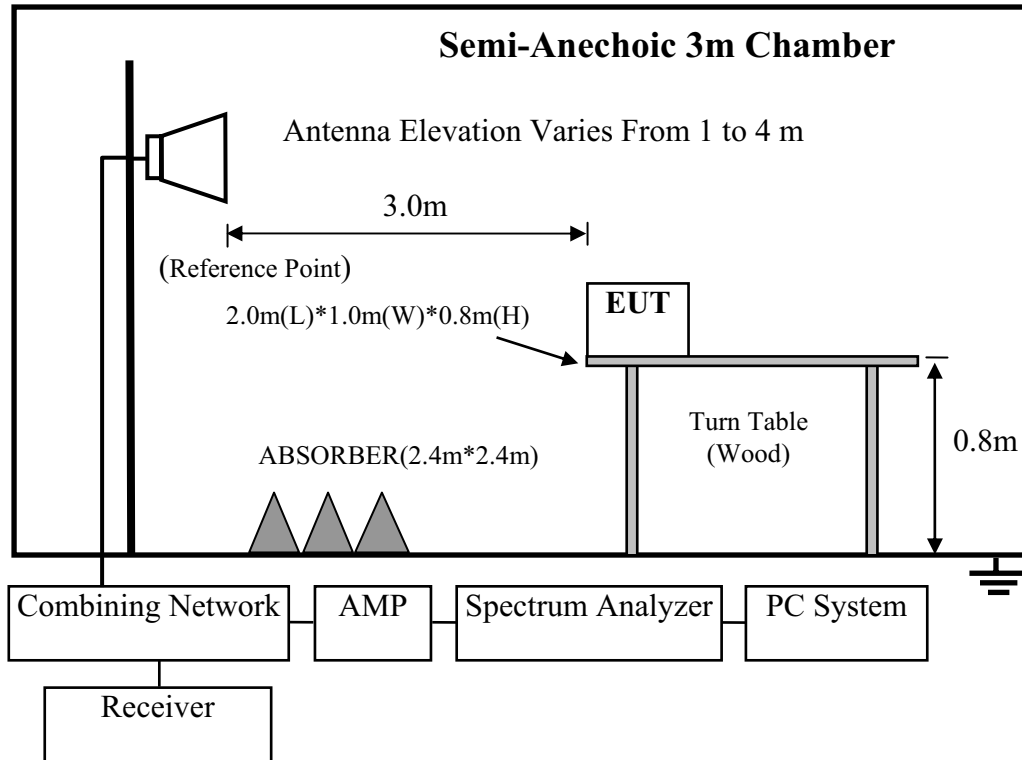 Semi-Anechoic 3m Chamber
Antenna Elevation Varies From 1 to 4 m
3.0m
(Reference Point)
2.0m(L)*1.0m(W)*0.8m(H)
EUT
Turn Table
(Wood)
0.8m
ABSORBER(2.4m*2.4m)
Combining Network
AMP
Spectrum Analyzer
PC System
Receiver